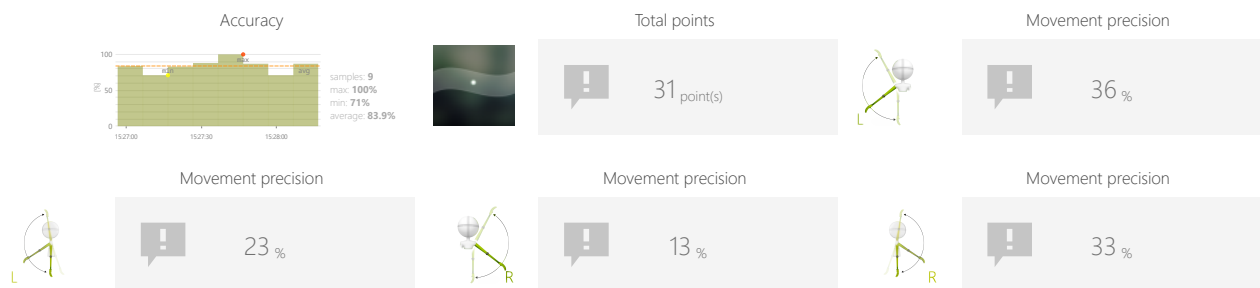 Accuracy
Total points
Movement precision
100
50
0
[%]
min
max
avg
15:27:00
15:27:30
15:28:00
samples: 9
max: 100%
min: 71%
average: 83.9%
31 point(s)
L
36 %
Movement precision
Movement precision
Movement precision
L
23 %
R
13 %
R
33 %